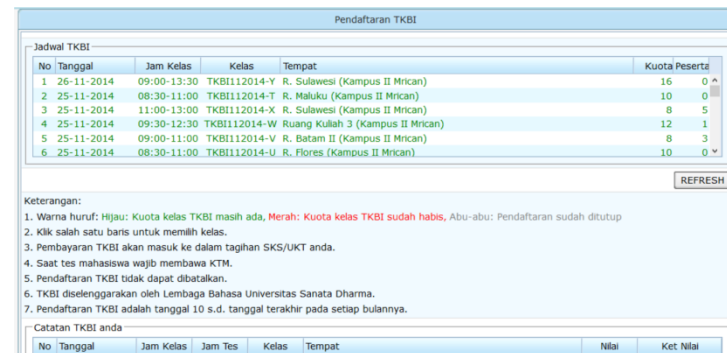 Pendaftaran TKBI
Jadwal TKBI
No Tanggal Jam Kelas Kelas Tempat Kuota Peserta
1 26-11-2014 09:00-13:30 TKBI112014-Y R. Sulawesi (Kampus II Mrican) 16 0
2 25-11-2014 08:30-11:00 TKBI112014-T R. Maluku (Kampus II Mrican) 10 0
3 25-11-2014 11:00-13:00 TKBI112014-X R. Sulawesi (Kampus II Mrican) 8 5
4 25-11-2014 09:30-12:30 TKBI112014-W Ruang Kuliah 3 (Kampus II Mrican) 12 1
5 25-11-2014 09:00-11:00 TKBI112014-V R. Batam II (Kampus II Mrican) 8 3
6 25-11-2014 08:30-11:00 TKBI112014-U R. Flores (Kampus II Mrican) 10 0
REFRESH
Keterangan:
1. Warna huruf: Hijau: Kuota kelas TKBI masih ada, Merah: Kuota kelas TKBI sudah habis, Abu-abu: Pendaftaran sudah ditutup
2. Klik salah satu baris untuk memilih kelas.
3. Pembayaran TKBI akan masuk ke dalam tagihan SKS/UKT anda.
4. Saat tes mahasiswa wajib membawa KTM.
5. Pendaftaran TKBI tidak dapat dibatalkan.
6. TKBI diselenggarakan oleh Lembaga Bahasa Universitas Sanata Dharma.
7. Pendaftaran TKBI adalah tanggal 10 s.d. tanggal terakhir pada setiap bulannya.
Catatan TKBI anda
No Tanggal Jam Kelas Jam Tes Kelas Tempat Nilai Ket Nilai